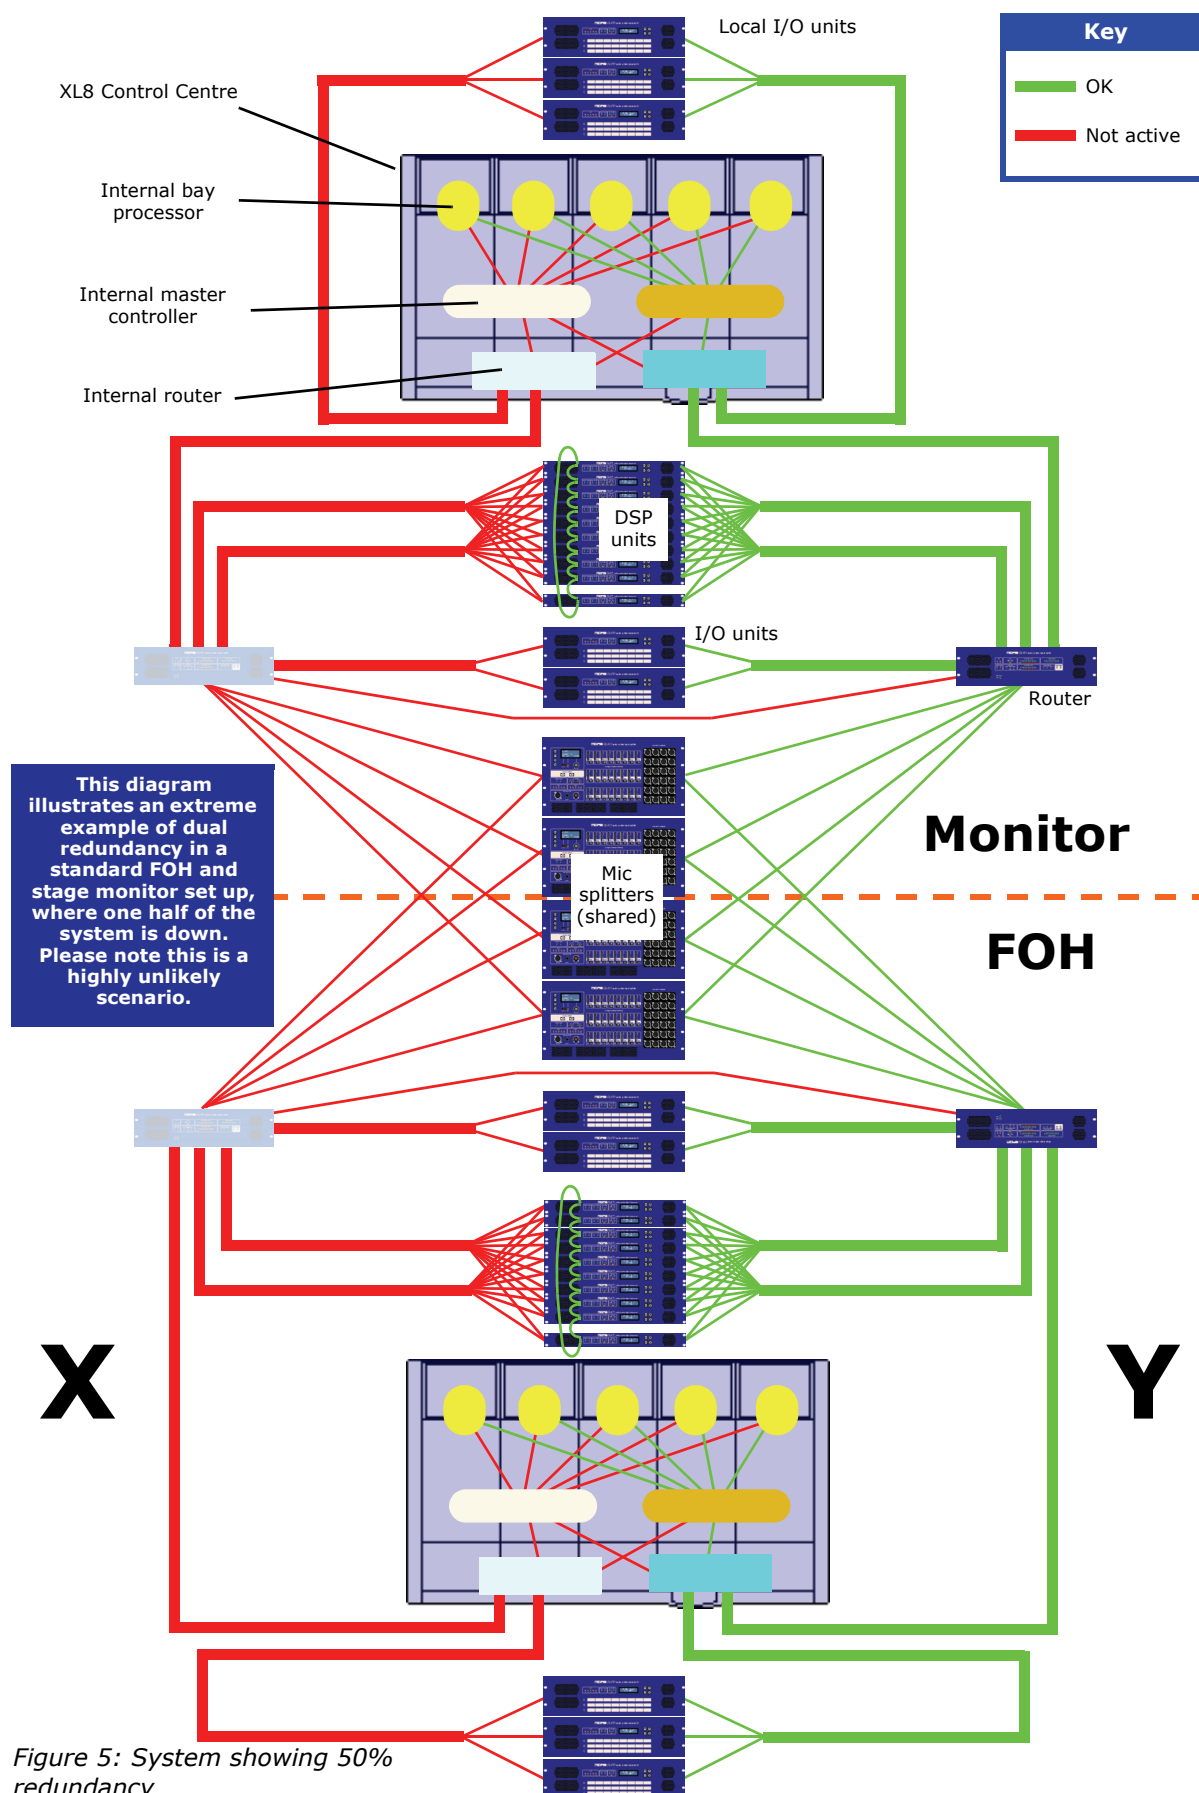 Local I/O units
Key
OK
Not active
XL8 Control Centre
Internal bay
processor
Internal master
controller
Internal router
DSP
units
I/O units
Router
This diagram
illustrates an extreme
example of dual
redundancy in a
standard FOH and
stage monitor set up,
where one half of the
system is down.
Please note this is a
highly unlikely
scenario.
Mic
splitters
(shared)
Monitor
FOH
X
Y
Figure 5: System showing 50%
redundancy